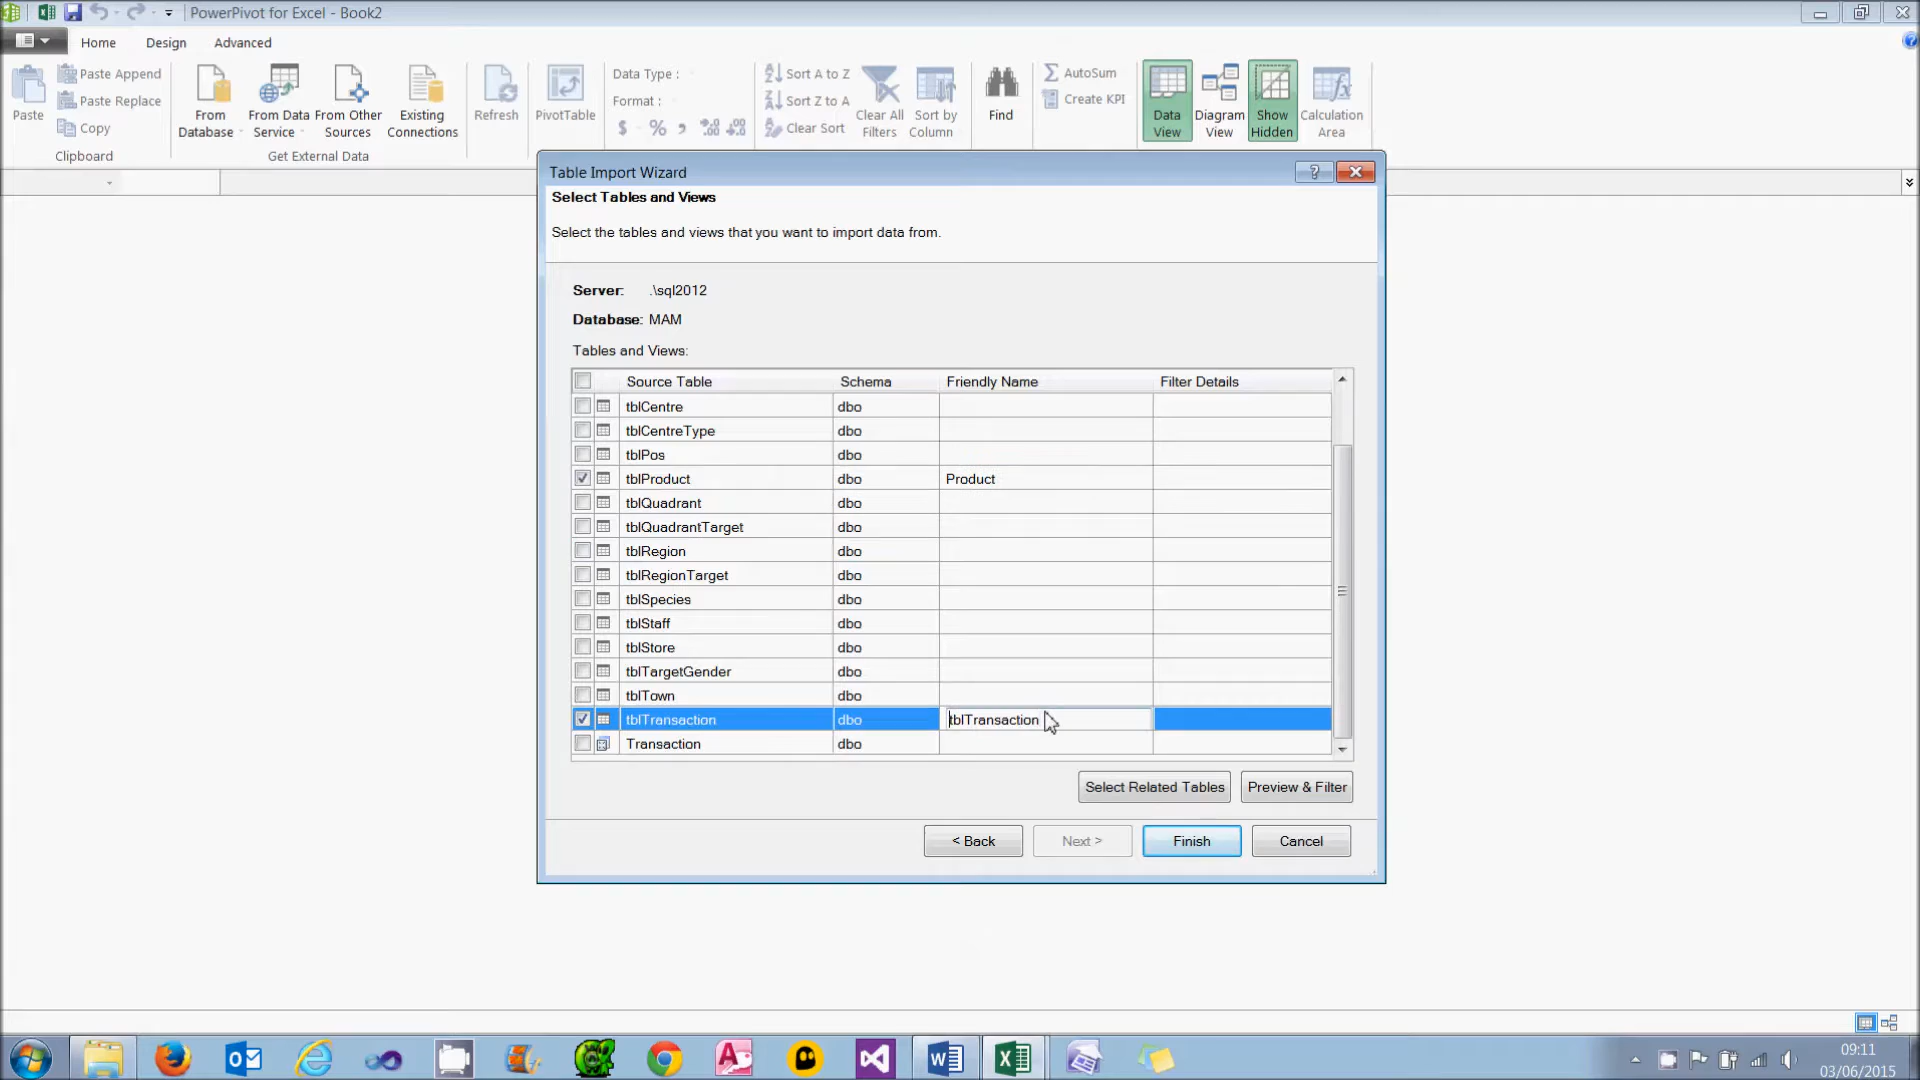 PowerPivot for Excel - Book2
Home Design Advanced
Paste
Paste Append
Paste Replace
Copy
Clipboard
From Database
From Data Service
From Other Sources
Existing Connections
Get External Data
Refresh
PivotTable
Data Type :
Format :
$ % ,
Sort A to Z
Sort Z to A
Clear Sort
Clear All Filters
Sort by Column
Find
AutoSum
Create KPI
Data View
Diagram View
Show Hidden
Calculation Area
Table Import Wizard
Select Tables and Views
Select the tables and views that you want to import data from.
Server: .\sql2012
Database: MAM
Tables and Views:
Source Table Schema Friendly Name Filter Details
tblCentre dbo
tblCentreType dbo
tblPos dbo
tblProduct dbo Product
tblQuadrant dbo
tblQuadrantTarget dbo
tblRegion dbo
tblRegionTarget dbo
tblSpecies dbo
tblStaff dbo
tblStore dbo
tblTargetGender dbo
tblTown dbo
tblTransaction dbo tblTransaction
Transaction dbo
Select Related Tables Preview & Filter
< Back Next > Finish Cancel
09:11
03/06/2015